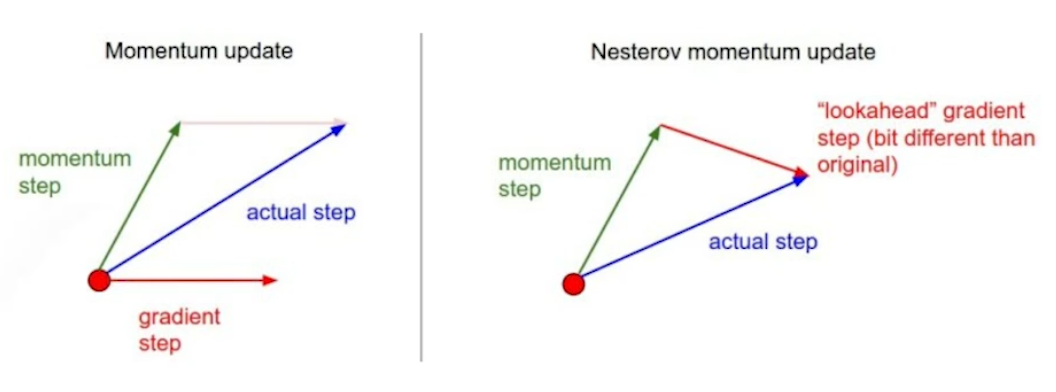 Momentum update
momentum
step
actual step
gradient
step
Nesterov momentum update
“lookahead” gradient
step (bit different than
original)
momentum
step
actual step